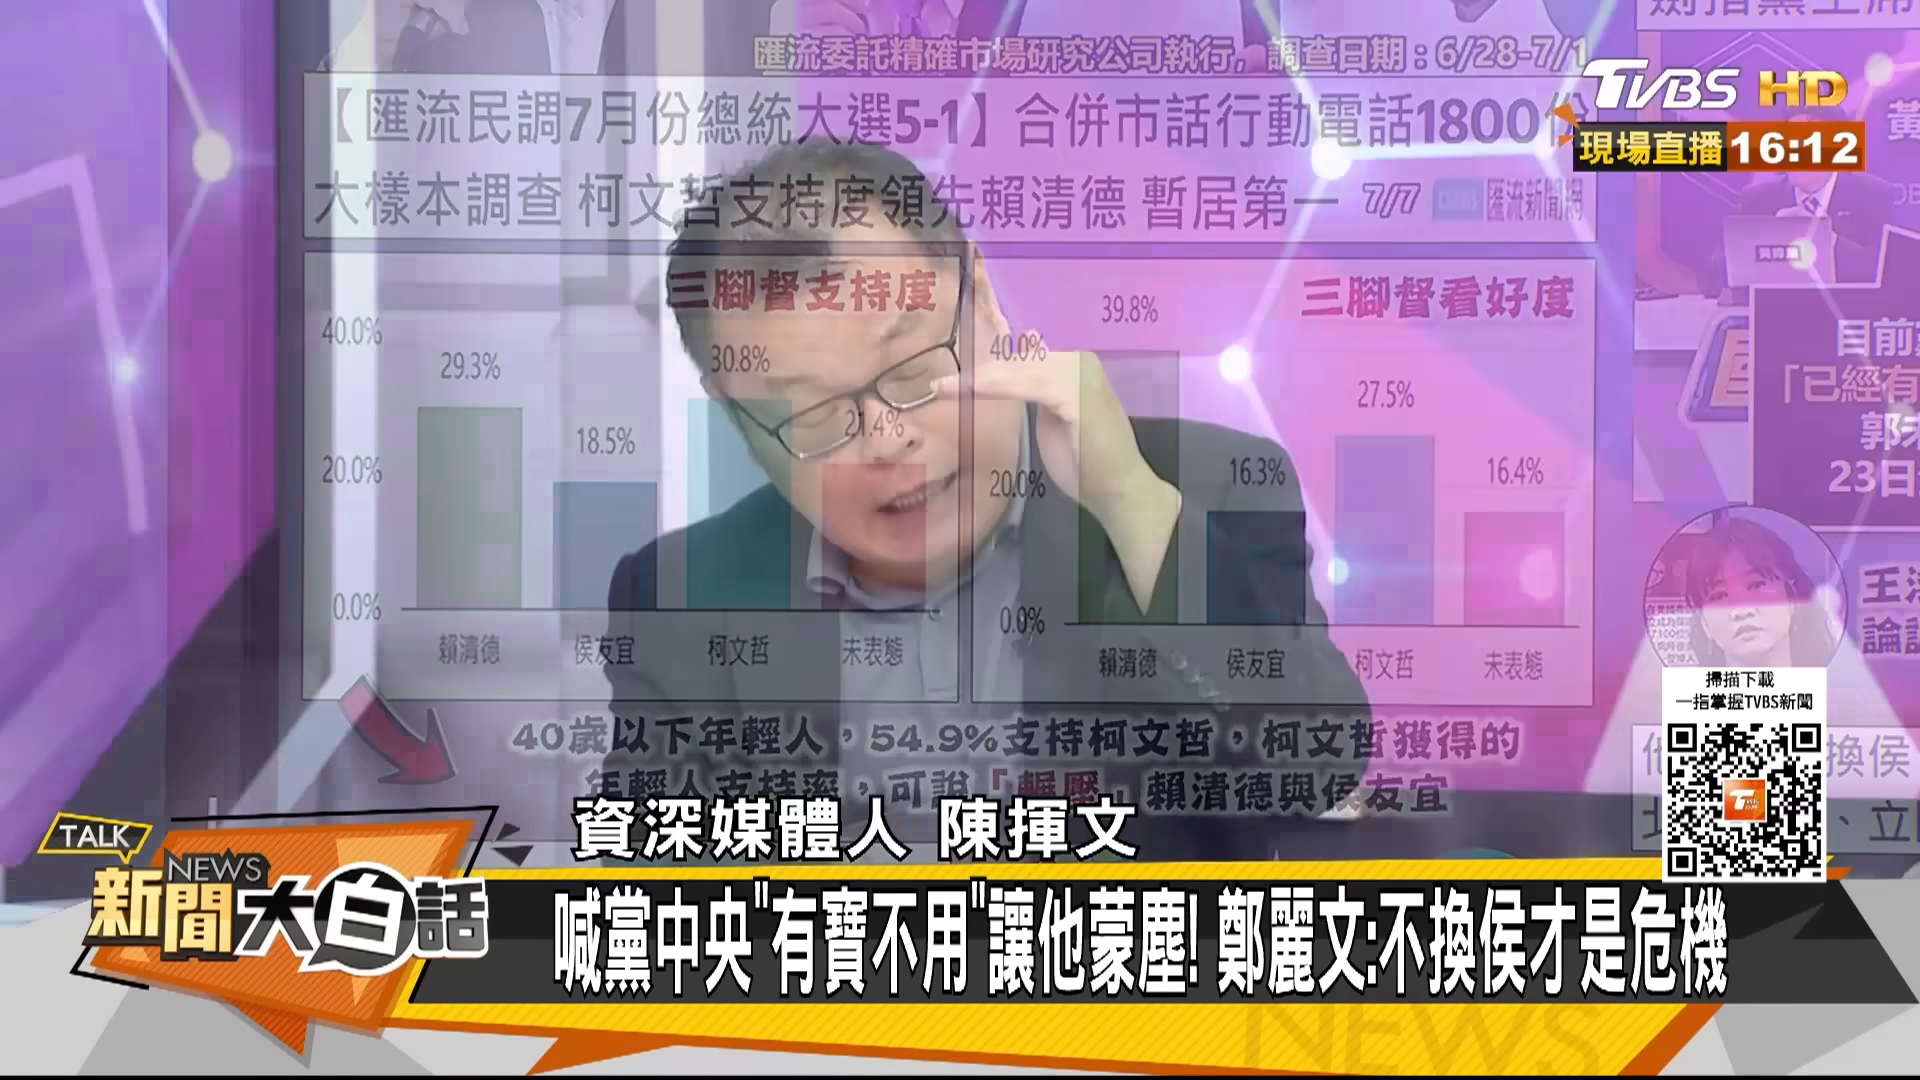 劍指黨主席
匯流委託精確市場研究公司執行，調查日期：6/28-7/1
TVBS HD
現場直播 16:12
【匯流民調7月份總統大選5-1】合併市話行動電話1800份
大樣本調查 柯文哲支持度領先賴清德 暫居第一 7/7 CNEWS 匯流新聞網
黃
三腳督支持度
40.0%
20.0%
0.0%
29.3%
18.5%
30.8%
21.4%
賴清德
侯友宜
柯文哲
未表態
三腳督看好度
40.0%
20.0%
0.0%
39.8%
16.3%
27.5%
16.4%
賴清德
侯友宜
柯文哲
未表態
目前
「已經有
郭
23日
40歲以下年輕人，54.9%支持柯文哲，柯文哲獲得的
年輕人支持率，可說「輾壓」賴清德與侯友宜
掃描下載
一指掌握TVBS新聞
換侯
、立
資深媒體人 陳揮文
TALK
NEWS
新聞大白話
喊黨中央"有寶不用"讓他蒙塵! 鄭麗文:不換侯才是危機
NEWS